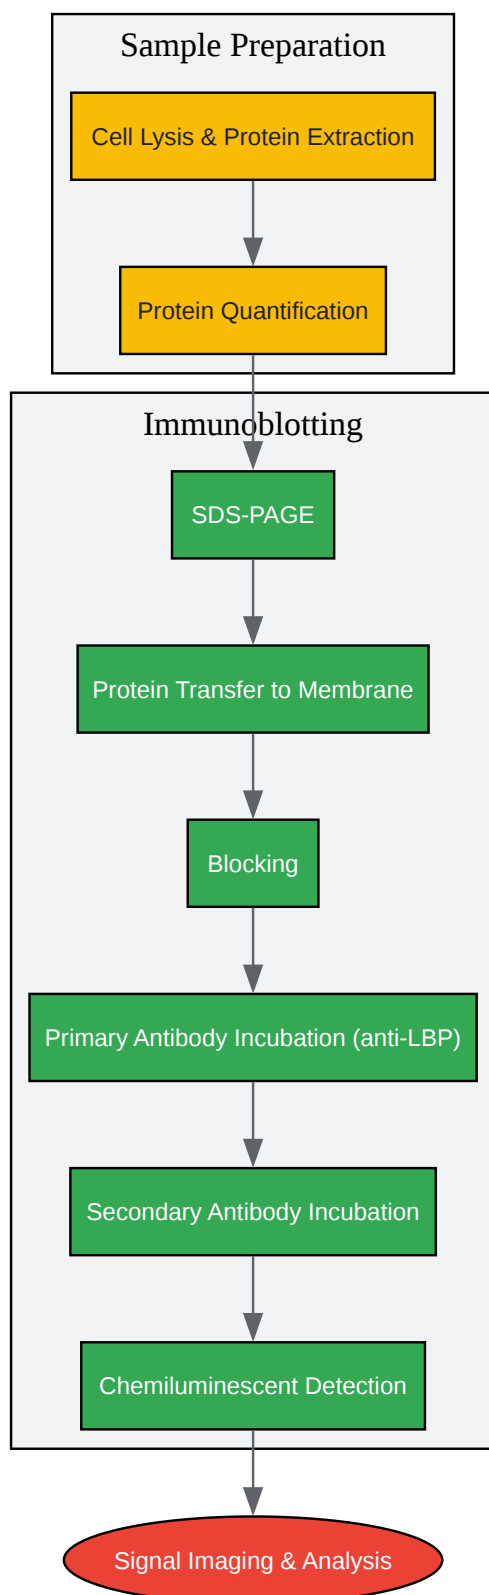 Sample Preparation
Cell Lysis & Protein Extraction
Protein Quantification
Immunoblotting
SDS-PAGE
Protein Transfer to Membrane
Blocking
Primary Antibody Incubation (anti-LBP)
Secondary Antibody Incubation
Chemiluminescent Detection
Signal Imaging & Analysis